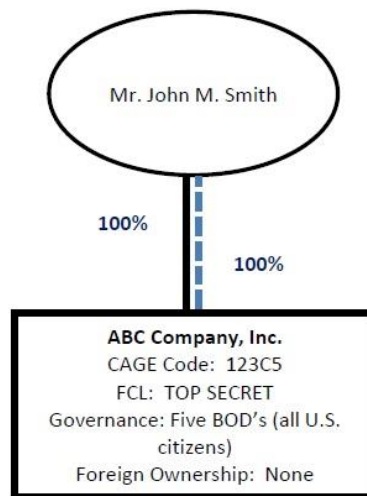 Mr. John M. Smith
100%
100%
ABC Company, Inc.
CAGE Code: 123C5
FCL: TOP SECRET
Governance: Five BOD's (all U.S.
citizens)
Foreign Ownership: None